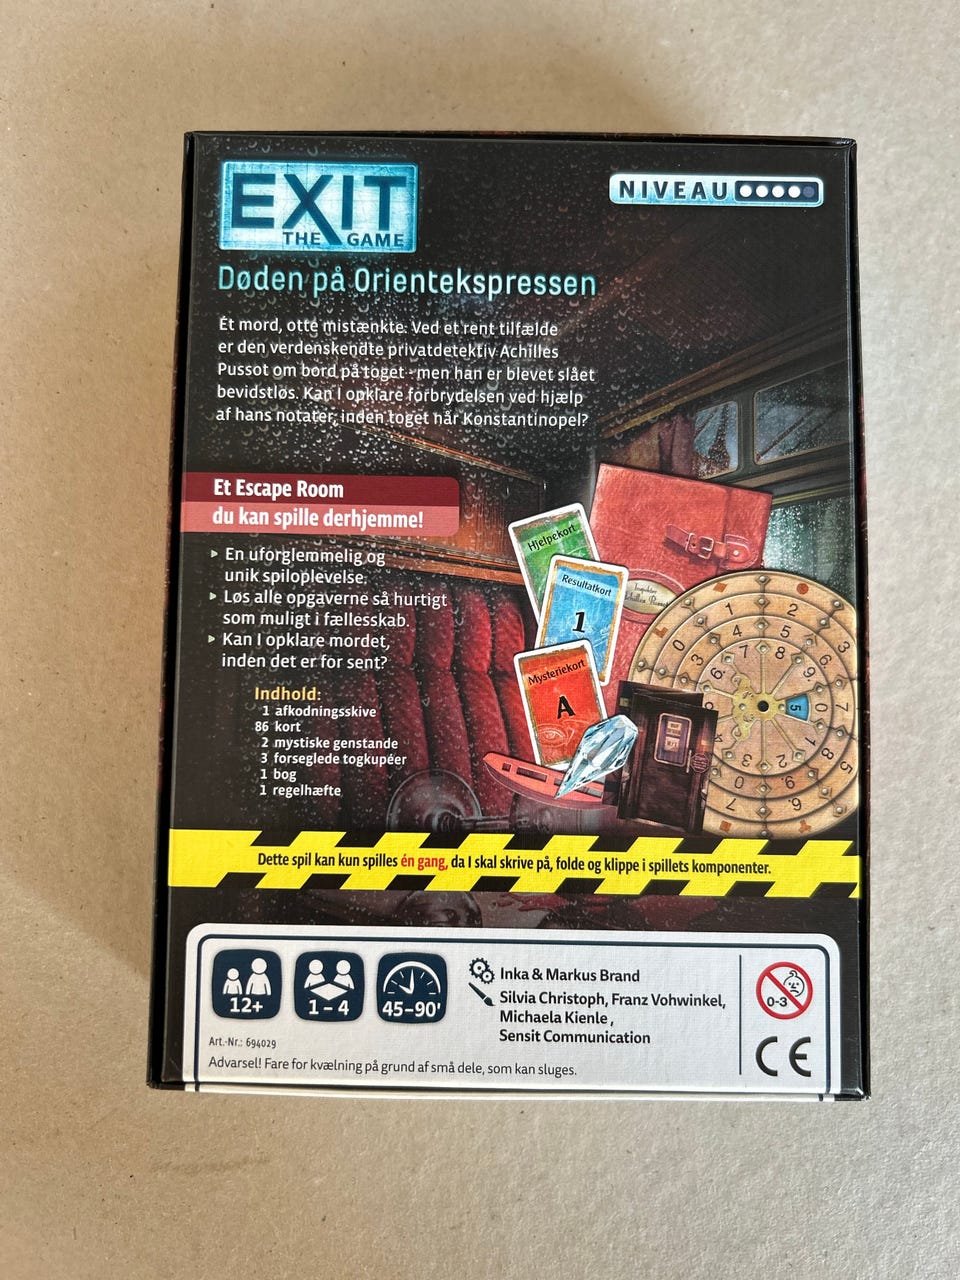 EXIT
THE GAME
NIVEAU
Døden på Orientekspressen
Ét mord, otte mistænkte. Ved et rent tilfælde
er den verdenskendte privatdetektiv Achilles
Pussot om bord på toget - men han er blevet slået
bevidstløs. Kan I opklare forbrydelsen ved hjælp
af hans notater, inden toget når Konstantinopel?
Et Escape Room
du kan spille derhjemme!
En uforglemmelig og
unik spiloplevelse.
Løs alle opgaverne så hurtigt
som muligt i fællesskab.
Kan I opklare mordet,
inden det er for sent?
Indhold:
1 afkodningsskive
86 kort
2 mystiske genstande
3 forseglede togkupéer
1 bog
1 regelhæfte
Hjelpekort
Resultatkort
1
Mysteriekort
A
Dette spil kan kun spilles én gang, da I skal skrive på, folde og klippe i spillets komponenter.
12+
1-4
45-90'
Inka & Markus Brand
Silvia Christoph, Franz Vohwinkel,
Michaela Kienle ,
Sensit Communication
0-3
CE
Art.-Nr.: 694029
Advarsel! Fare for kvælning på grund af små dele, som kan sluges.